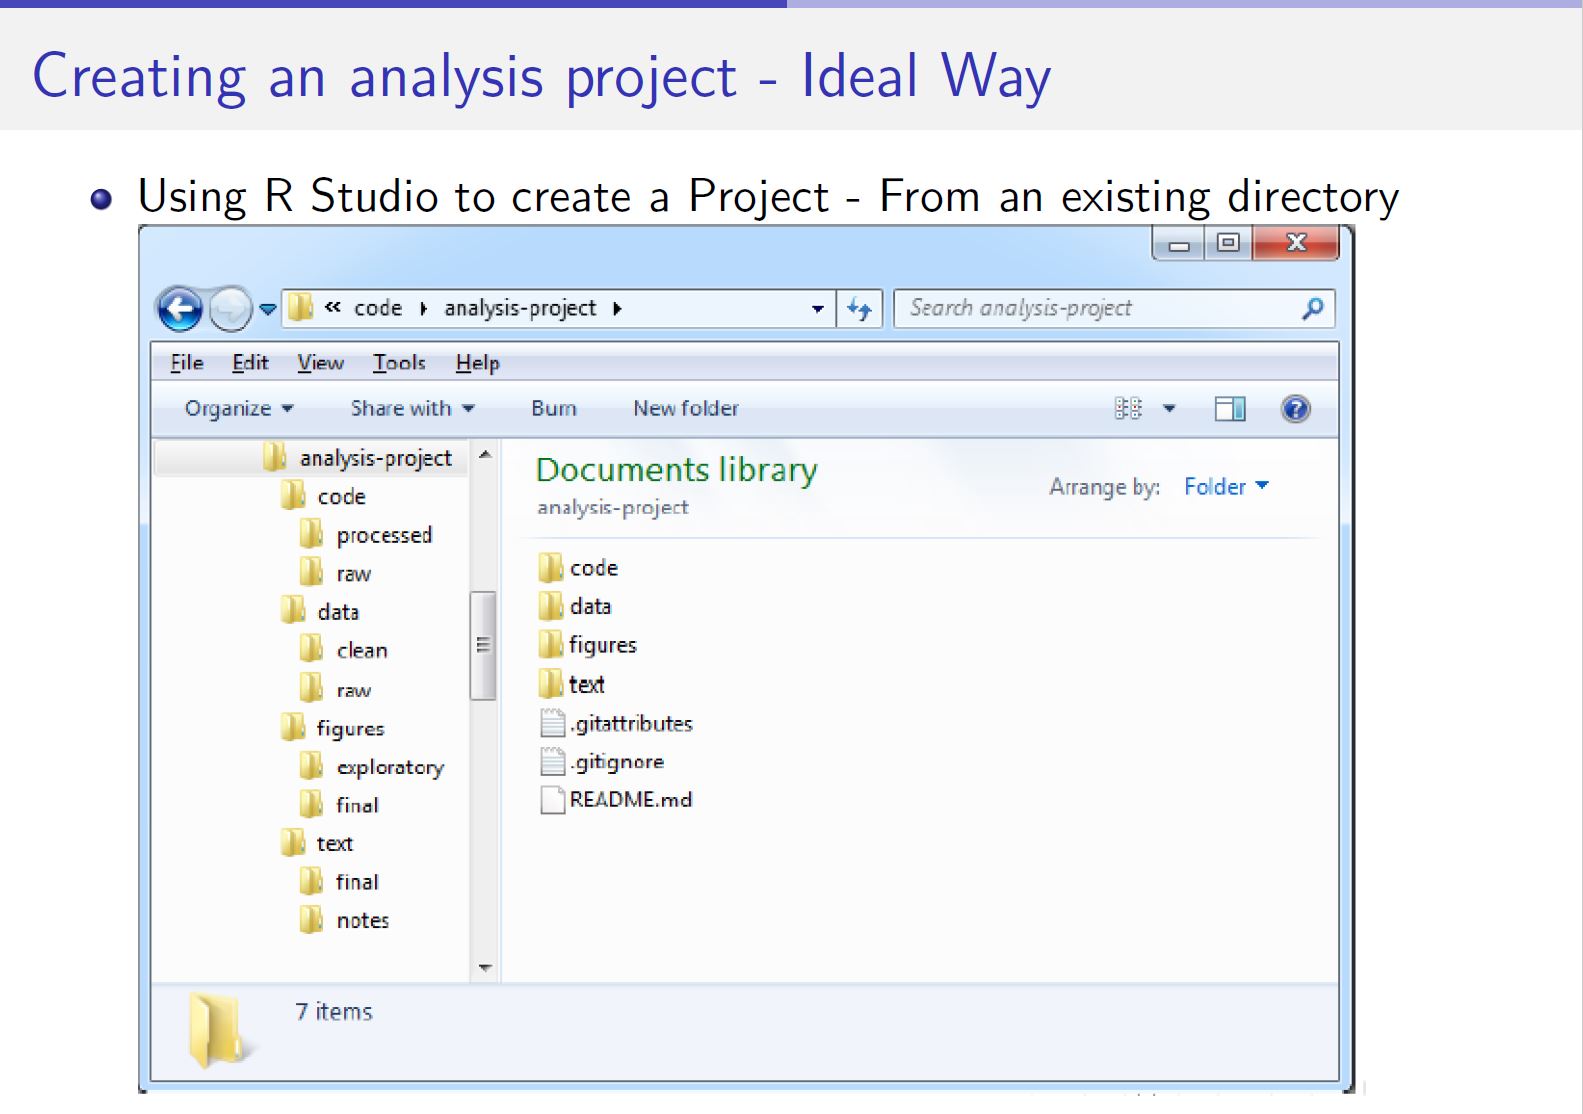 Creating an analysis project - Ideal Way
Using R Studio to create a Project - From an existing directory
« code analysis-project
Search analysis-project
File Edit View Tools Help
Organize Share with Burn New folder
analysis-project
code
processed
raw
data
clean
raw
figures
exploratory
final
text
final
notes
Documents library
analysis-project
Arrange by: Folder
code
data
figures
text
.gitattributes
.gitignore
README.md
7 items